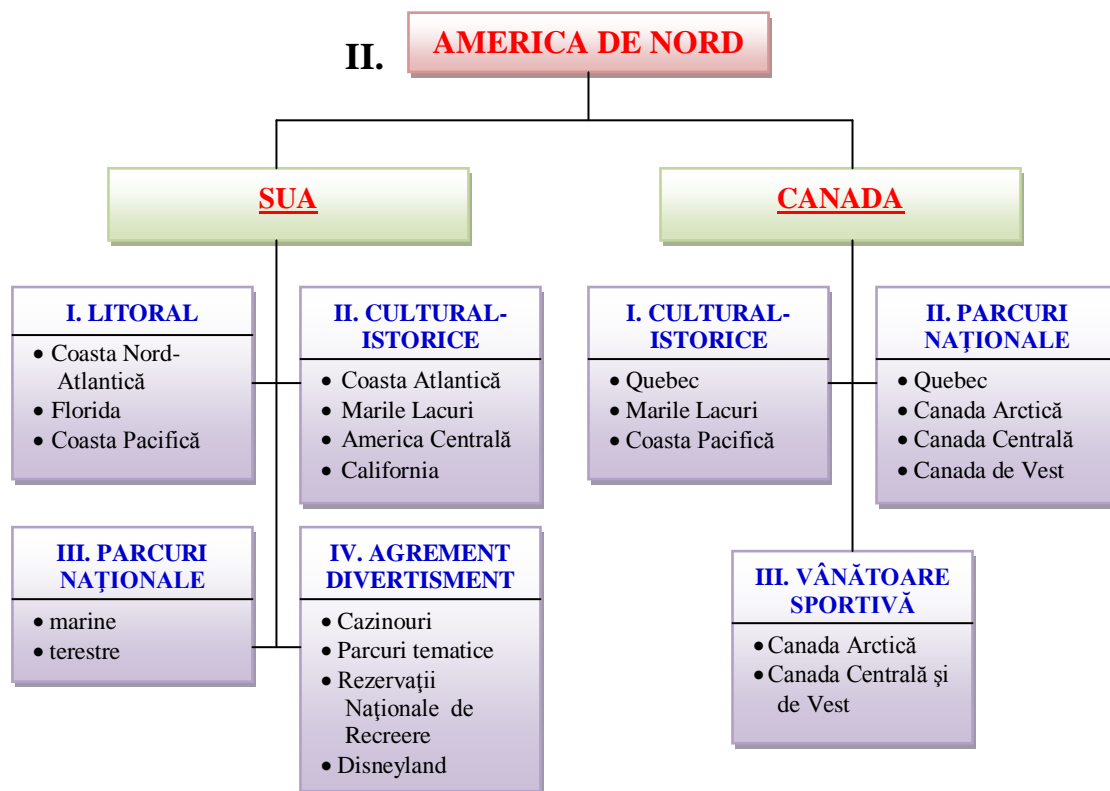 II.
AMERICA DE NORD
SUA
CANADA
I. LITORAL
• Coasta Nord-
Atlantică
• Florida
• Coasta Pacifică
II. CULTURAL-
ISTORICE
• Coasta Atlantică
• Marile Lacuri
• America Centrală
• California
I. CULTURAL-
ISTORICE
• Quebec
• Marile Lacuri
• Coasta Pacifică
II. PARCURI
NAŢIONALE
• Quebec
• Canada Arctică
• Canada Centrală
• Canada de Vest
III. PARCURI
NAŢIONALE
• marine
• terestre
IV. AGREMENT
DIVERTISMENT
• Cazinouri
• Parcuri tematice
• Rezervaţii
Naţionale de
Recreere
• Disneyland
III. VÂNĂTOARE
SPORTIVĂ
• Canada Arctică
• Canada Centrală şi
de Vest